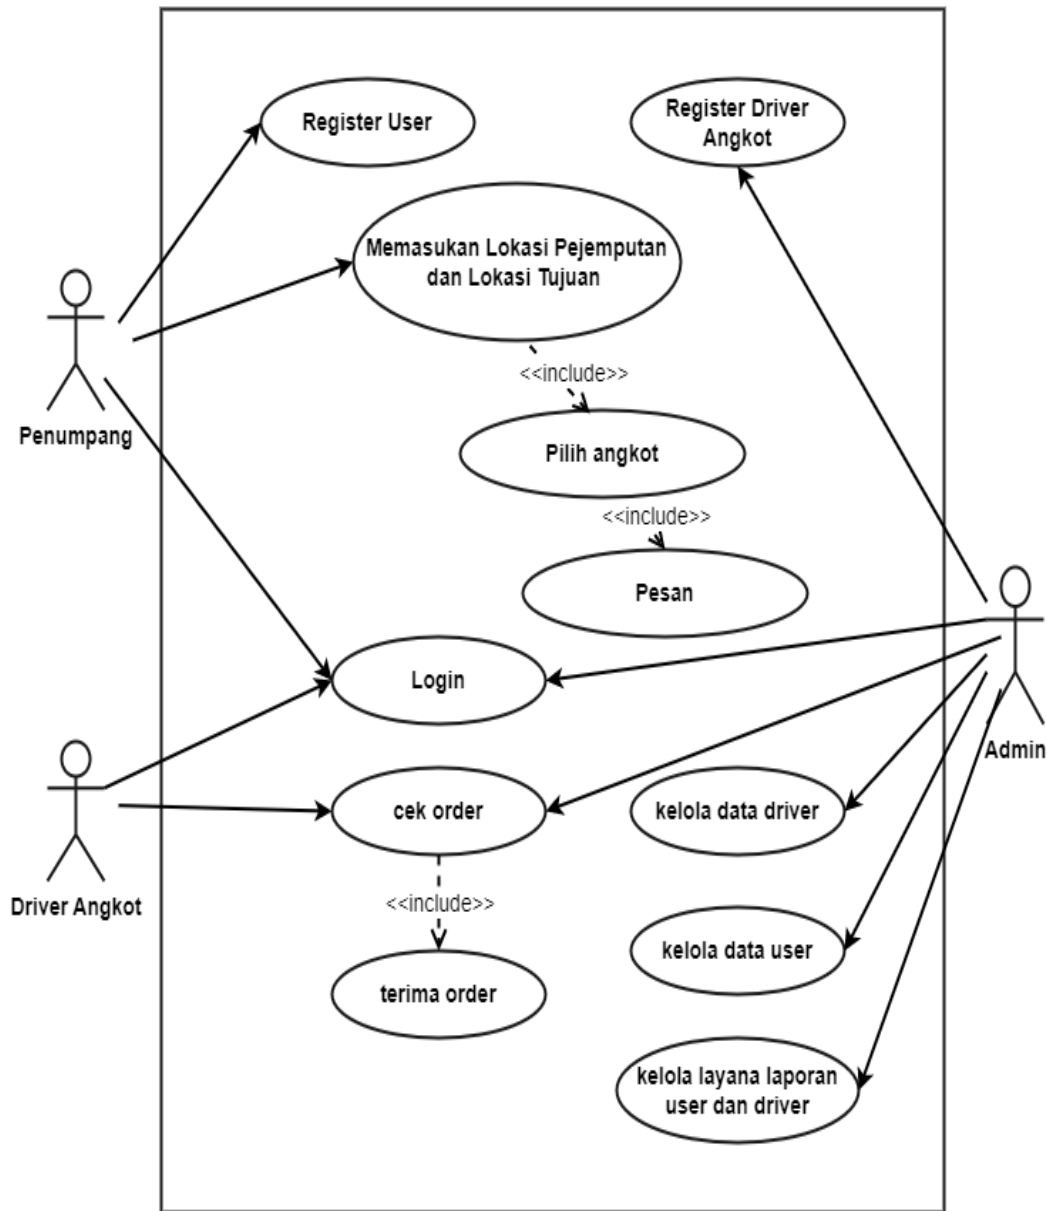 Register User
Register Driver
Angkot
Memasukan Lokasi Pejemputan
dan Lokasi Tujuan
<<include>>
Penumpang
Pilih angkot
<<include>>
Pesan
Login
Admin
cek order
kelola data driver
Driver Angkot
<<include>>
kelola data user
terima order
kelola layana laporan
user dan driver